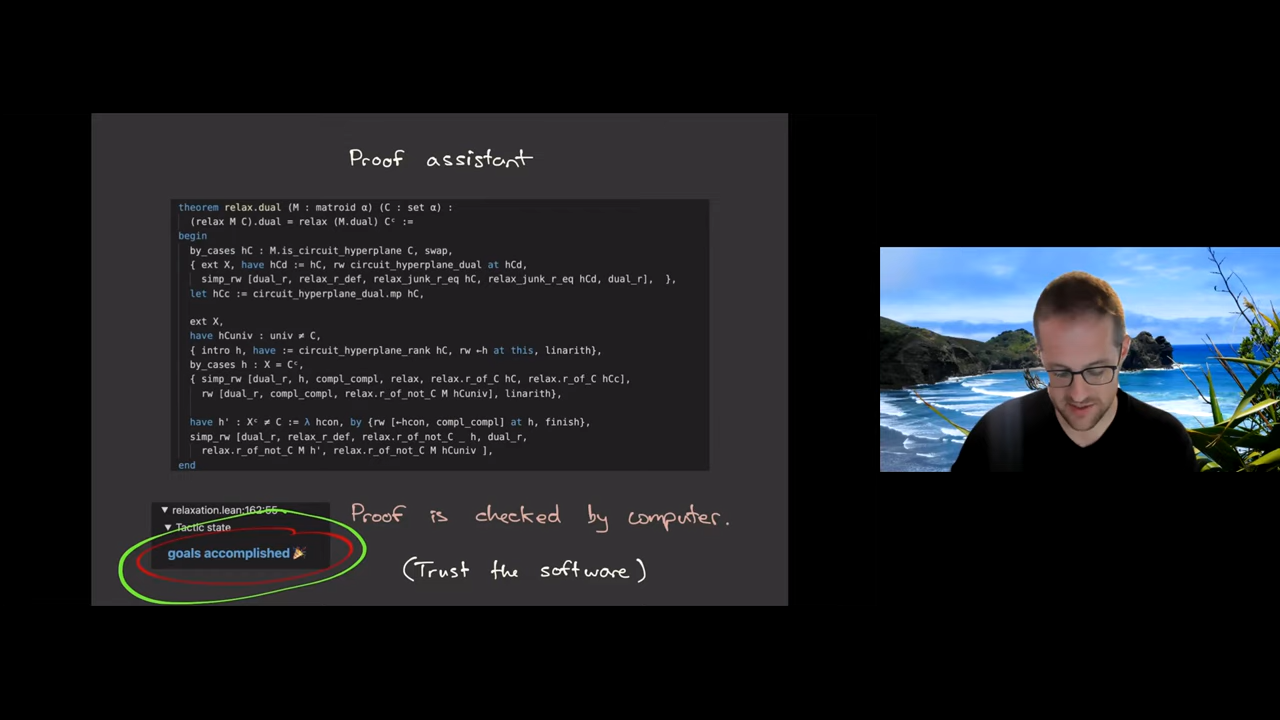 Proof assistant
theorem relax.dual (M : matroid α) (C : set α) :
(relax M C).dual = relax (M.dual) Cᶜ :=
begin
by_cases hC : M.is_circuit_hyperplane C, swap,
{ ext X, have hCd := hC, rw circuit_hyperplane_dual at hCd,
simp_rw [dual_r, relax_r_def, relax_junk_r_eq hC, relax_junk_r_eq hCd, dual_r],  },
let hCc := circuit_hyperplane_dual.mp hC,
ext X,
have hCuniv : univ ≠ C,
{ intro h, have := circuit_hyperplane_rank hC, rw ←h at this, linarith},
by_cases h : X = Cᶜ,
{ simp_rw [dual_r, h, compl_compl, relax, relax.r_of_C hC, relax.r_of_C hCc],
rw [dual_r, compl_compl, relax.r_of_not_C M hCuniv], linarith},
have h' : Xᶜ ≠ C := λ hcon, by {rw [←hcon, compl_compl] at h, finish},
simp_rw [dual_r, relax_r_def, relax.r_of_not_C _ h, dual_r,
relax.r_of_not_C M h', relax.r_of_not_C M hCuniv ],
end
▼ relaxation.lean:162:55
▼ Tactic state
goals accomplished 🎉
Proof is checked by computer.
(Trust the software)